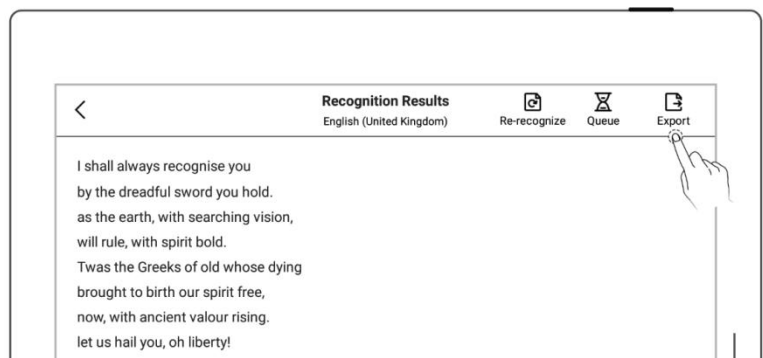 Recognition Results
English (United Kingdom)
Re-recognize
Queue
Export
I shall always recognise you
by the dreadful sword you hold.
as the earth, with searching vision,
will rule, with spirit bold.
Twas the Greeks of old whose dying
brought to birth our spirit free,
now, with ancient valour rising.
let us hail you, oh liberty!